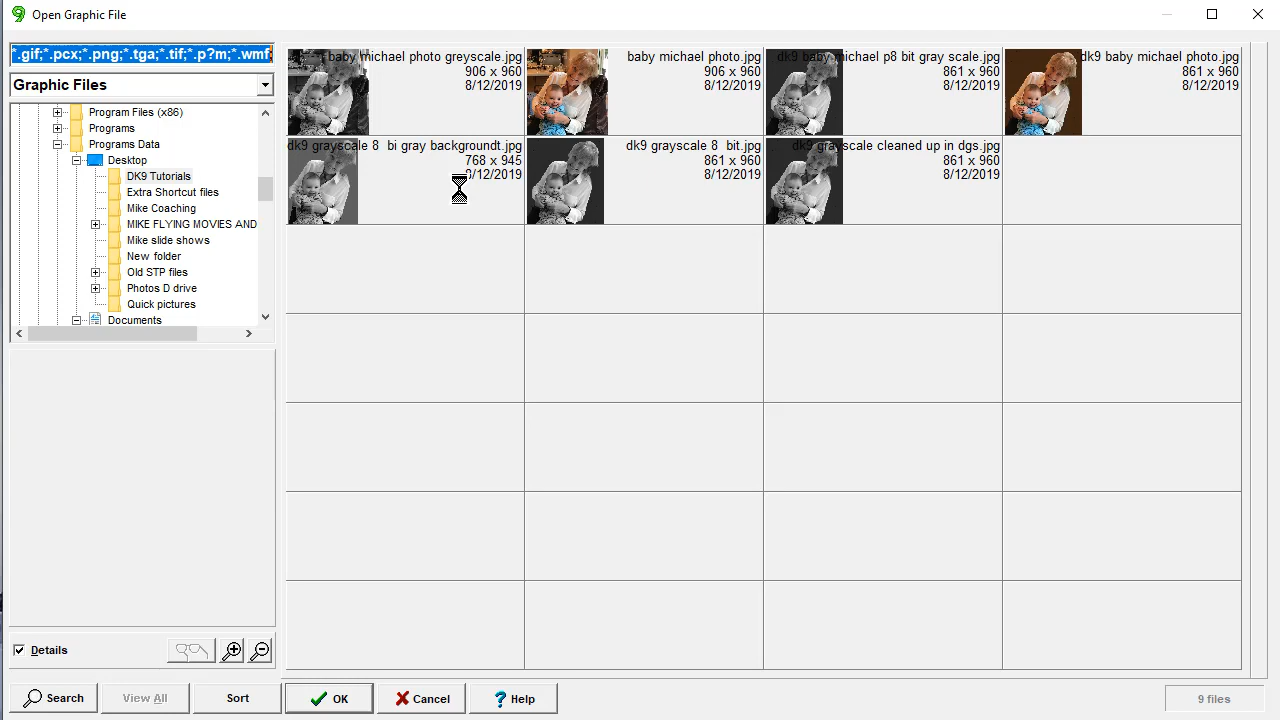 Open Graphic File
*.gif;*.pcx;*.png;*.tga;*.tif;*.p?m;*.wmf;
Graphic Files
Program Files (x86)
Programs
Programs Data
Desktop
DK9 Tutorials
Extra Shortcut files
Mike Coaching
MIKE FLYING MOVIES AND
Mike slide shows
New folder
Old STP files
Photos D drive
Quick pictures
Documents
baby michael photo greyscale.jpg
906 x 960
8/12/2019
baby michael photo.jpg
906 x 960
8/12/2019
dk9 baby michael p8 bit gray scale.jpg
861 x 960
8/12/2019
dk9 baby michael photo.jpg
861 x 960
8/12/2019
dk9 grayscale 8 bi gray backgroundt.jpg
768 x 945
8/12/2019
dk9 grayscale 8 bit.jpg
861 x 960
8/12/2019
dk9 grayscale cleaned up in dgs.jpg
861 x 960
8/12/2019
Details
Search
View All
Sort
OK
Cancel
? Help
9 files